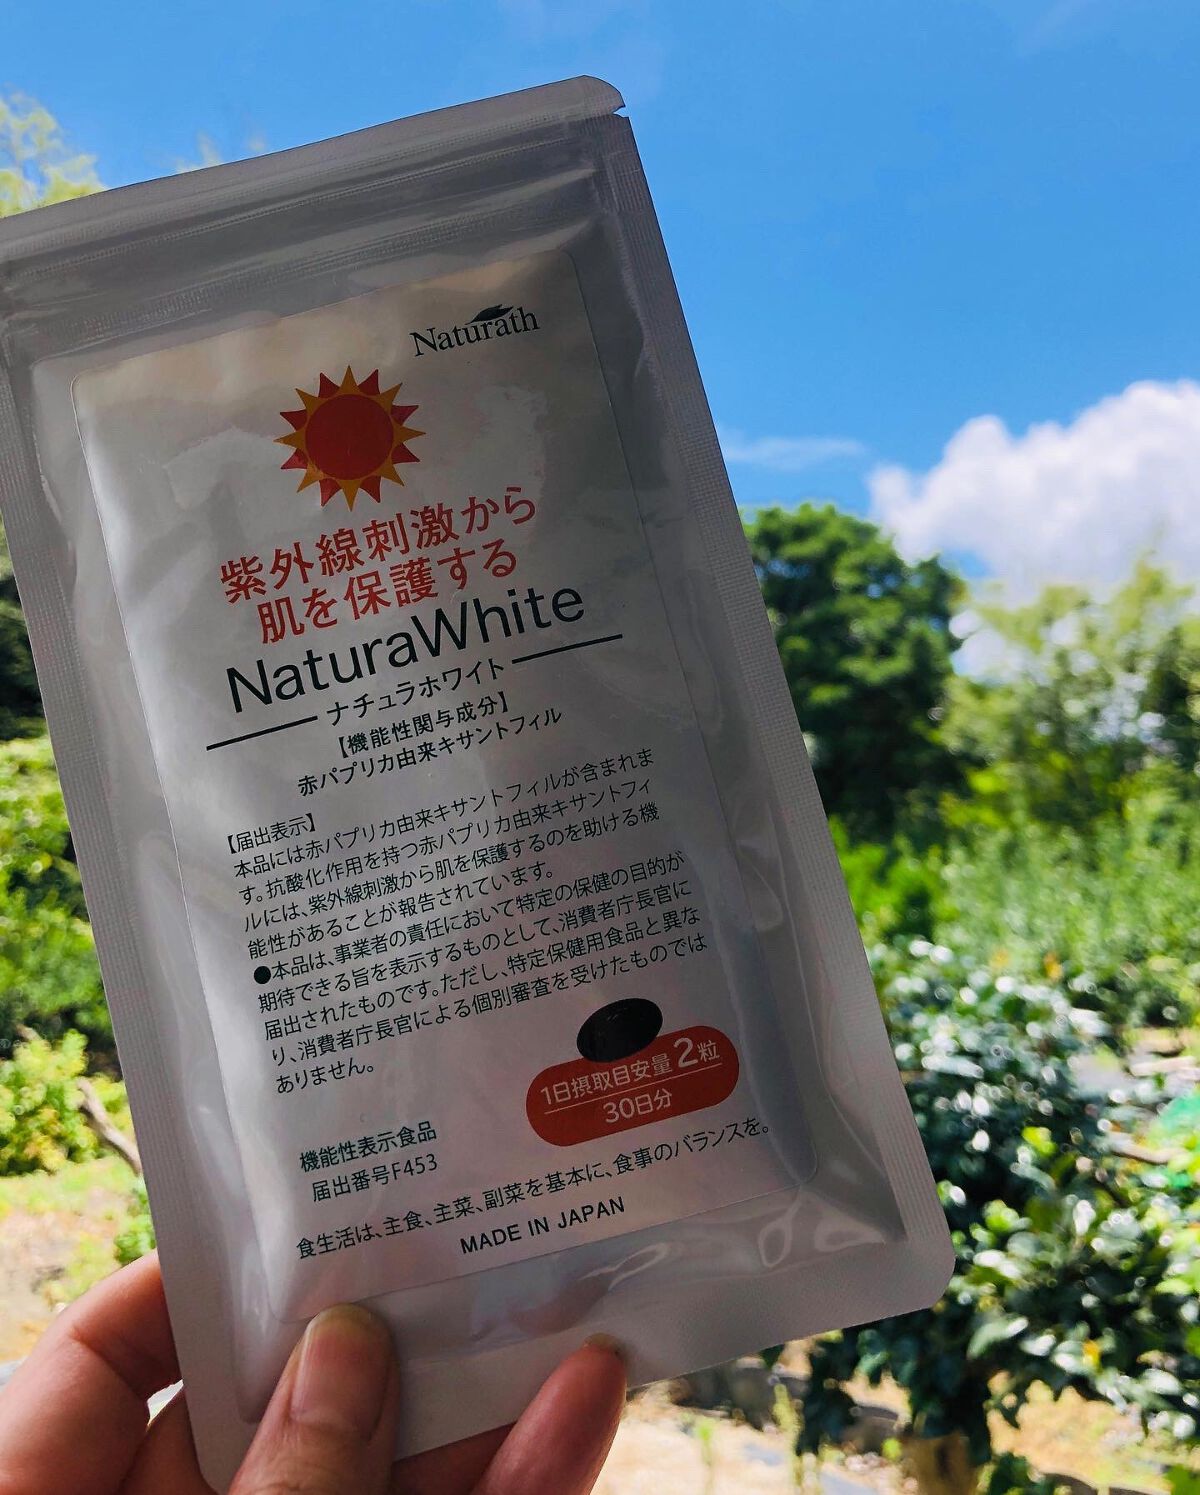 Naturath
紫外線刺激から
肌を保護する
NaturaWhite
ナチュラホワイト
【機能性関与成分】
赤パプリカ由来キサントフィル
【届出表示】
本品には赤パプリカ由来キサントフィルが含まれま
す。抗酸化作用を持つ赤パプリカ由来キサントフィ
ルには、紫外線刺激から肌を保護するのを助ける機
能性があることが報告されています。
●本品は、事業者の責任において特定の保健の目的が
期待できる旨を表示するものとして、消費者庁長官に
届出されたものです。ただし、特定保健用食品と異な
り、消費者庁長官による個別審査を受けたものでは
ありません。
1日摂取目安量2粒
30日分
機能性表示食品
届出番号F453
食生活は、主食、主菜、副菜を基本に、食事のバランスを。
MADE IN JAPAN